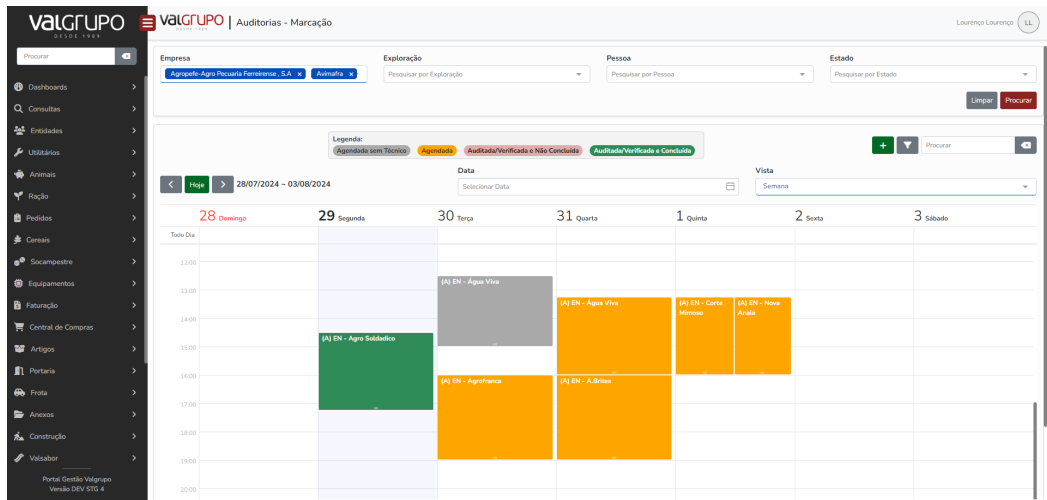 valGrupo
DESDE 1989
valGrupo | Auditorias - Marcação
DESDE 1989
Lourenço Lourenço LL
Procurar
Dashboards
Consultas
Entidades
Utilitários
Animais
Ração
Pedidos
Cereais
Socampestre
Equipamentos
Faturação
Central de Compras
Artigos
Portaria
Frota
Anexos
Construção
Valsabor
Portal Gestão Valgrupo
Versão DEV STG 4
Empresa
Agropefe-Agro Pecuaria Ferreirense , S.A x Avimafra x
Exploração
Pesquisar por Exploração
Pessoa
Pesquisar por Pessoa
Estado
Pesquisar por Estado
Limpar Procurar
Legenda:
Agendada sem Técnico Agendada Auditada/Verificada e Não Concluída Auditada/Verificada e Concluída
+ Procurar
Hoje 28/07/2024 – 03/08/2024
Data
Selecionar Data
Vista
Semana
28 Domingo 29 Segunda 30 Terça 31 Quarta 1 Quinta 2 Sexta 3 Sábado
Todo Dia
12:00
13:00
14:00
15:00
16:00
17:00
18:00
19:00
20:00
(A) EN - Agro Soldadico
(A) EN - Água Viva
(A) EN - Agrofranca
(A) EN - Água Viva
(A) EN - A.Brites
(A) EN - Corte
Mimoso
(A) EN - Nova
Anaia